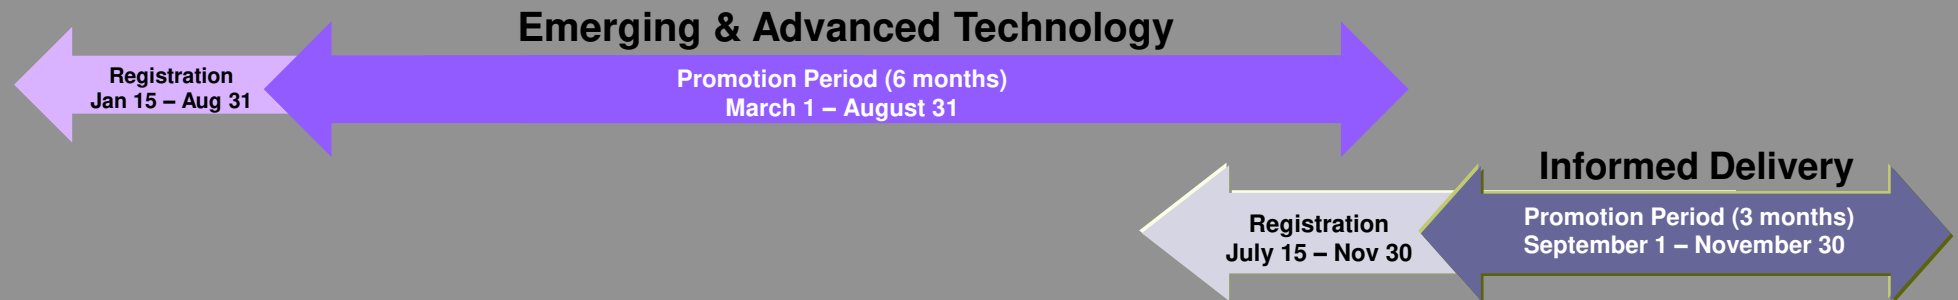 Emerging & Advanced Technology
Registration
Jan 15 – Aug 31
Promotion Period (6 months)
March 1 – August 31
Informed Delivery
Registration
July 15 – Nov 30
Promotion Period (3 months)
September 1 – November 30